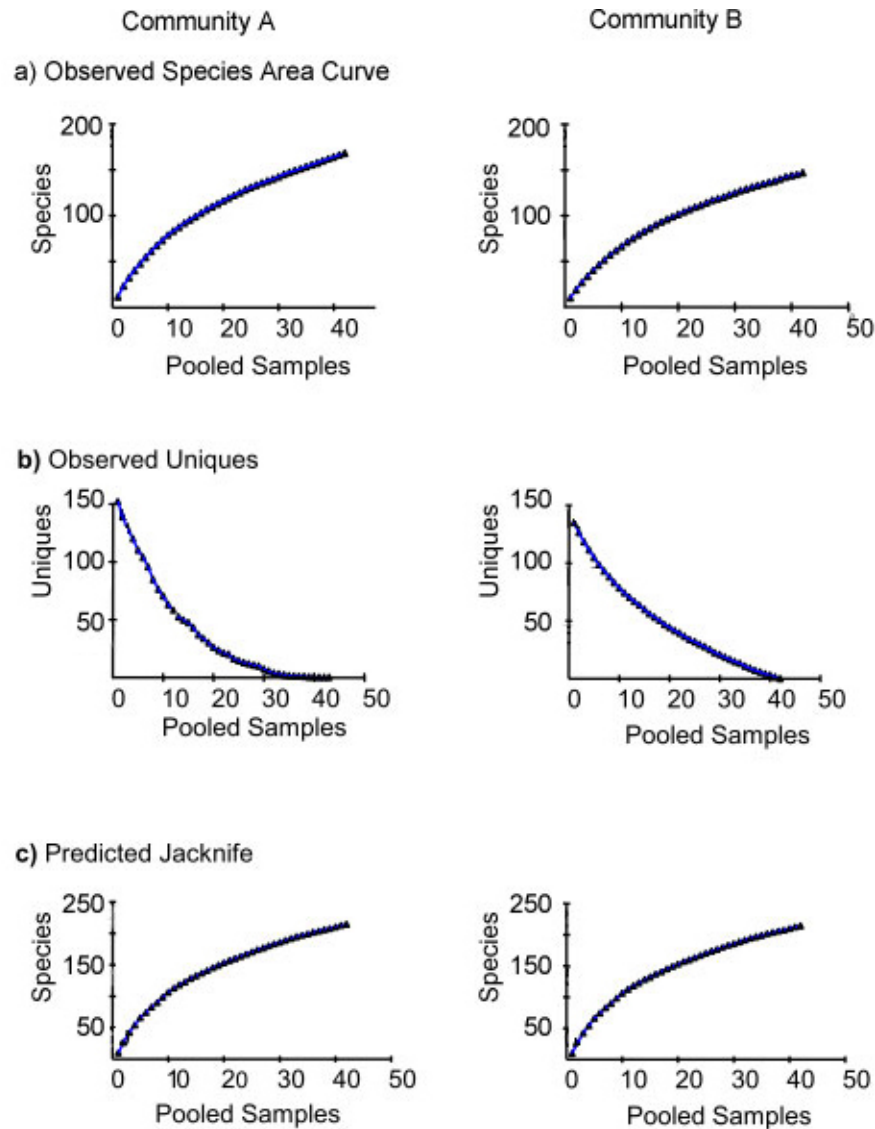 Community A
Community B
a) Observed Species Area Curve
200
100
Species
0 10 20 30 40
Pooled Samples
200
100
Species
0 10 20 30 40 50
Pooled Samples
b) Observed Uniques
150
100
50
Uniques
0 10 20 30 40 50
Pooled Samples
150
100
50
Uniques
0 10 20 30 40 50
Pooled Samples
c) Predicted Jacknife
250
150
50
Species
0 10 20 30 40 50
Pooled Samples
250
150
50
Species
0 10 20 30 40 50
Pooled Samples